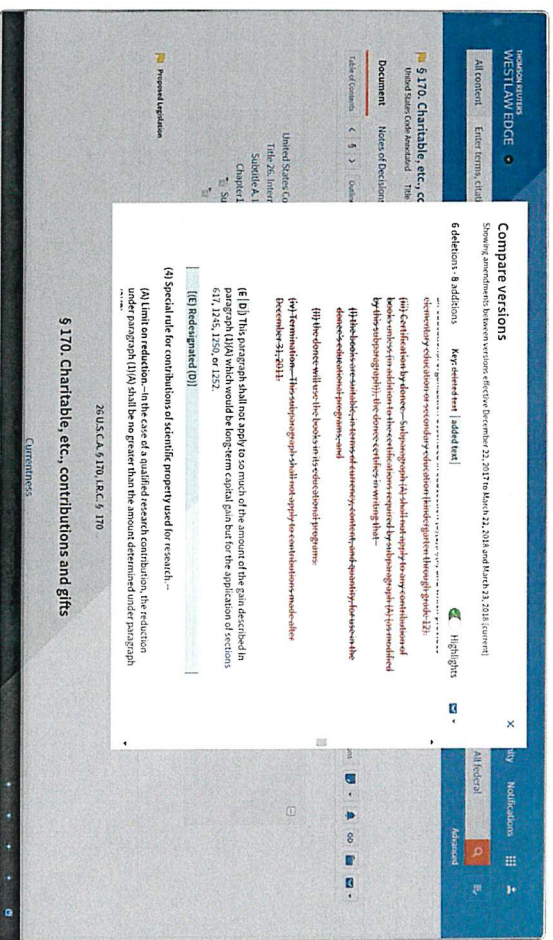 THOMSON REUTERS
WESTLAW EDGE
All content
Enter terms, citati
All federal
Advanced
nity
Notifications
§ 170. Charitable, etc., cc
United States Code Annotated
Document
Notes of Decisions
Table of Contents
< § >
United States Co
Title 26. Intern
Subtitle A. I
Chapter 1
Proposed Legislation
Compare versions
X
Showing amendments between versions effective December 22, 2017 to March 22, 2018 and March 23, 2018 [current]
6 deletions · 8 additions
Key: deleted text | added text |
Highlights
elementary education or secondary education (kindergarten through grade 12).
(iii) Certification by donee.--Subparagraph (A) shall not apply to any contribution of
books unless (in addition to the certifications required by subparagraph (A) (as modified
by this subparagraph)), the donee certifies in writing that--
(I) the books are suitable, in terms of currency, content, and quantity, for use in the
donee's educational programs, and
(II) the donee will use the books in its educational programs.
(iv) Termination.--This subparagraph shall not apply to contributions made after
December 31, 2011.
(E |D|) This paragraph shall not apply to so much of the amount of the gain described in
paragraph (1)(A) which would be long-term capital gain but for the application of sections
617, 1245, 1250, or 1252.
[(E) Redesignated (D)]
(4) Special rule for contributions of scientific property used for research.--
(A) Limit on reduction.--In the case of a qualified research contribution, the reduction
under paragraph (1)(A) shall be no greater than the amount determined under paragraph
26 U.S.C.A. § 170, I.R.C. § 170
§ 170. Charitable, etc., contributions and gifts
Currentness